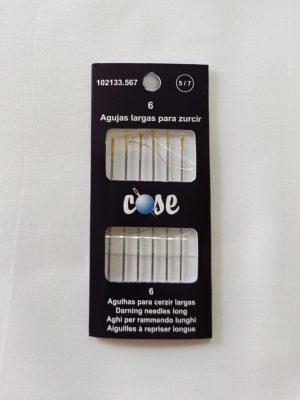 102133.567
5/7
6
Agujas largas para zurcir
cose
6
Agulhas para cerzir largas
Darning needles long
Aghi per rammendo lunghi
Aiguilles à repriser longue